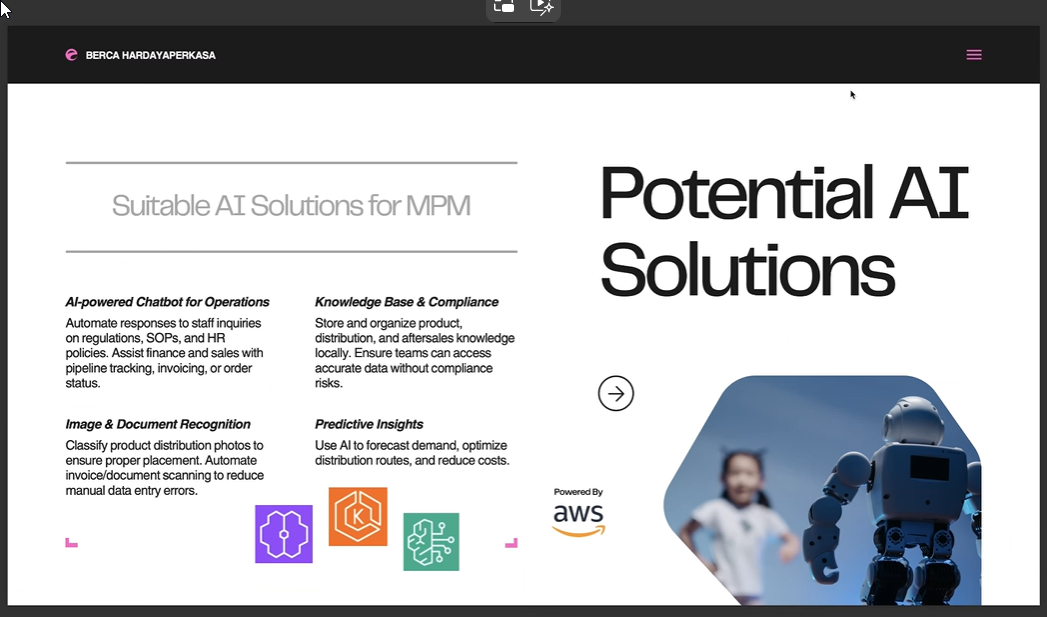 BERCA HARDAYAPERKASA
Suitable AI Solutions for MPM
AI-powered Chatbot for Operations
Automate responses to staff inquiries
on regulations, SOPs, and HR
policies. Assist finance and sales with
pipeline tracking, invoicing, or order
status.
Knowledge Base & Compliance
Store and organize product,
distribution, and aftersales knowledge
locally. Ensure teams can access
accurate data without compliance
risks.
Image & Document Recognition
Classify product distribution photos to
ensure proper placement. Automate
invoice/document scanning to reduce
manual data entry errors.
Predictive Insights
Use AI to forecast demand, optimize
distribution routes, and reduce costs.
K
Potential AI
Solutions
Powered By
aws